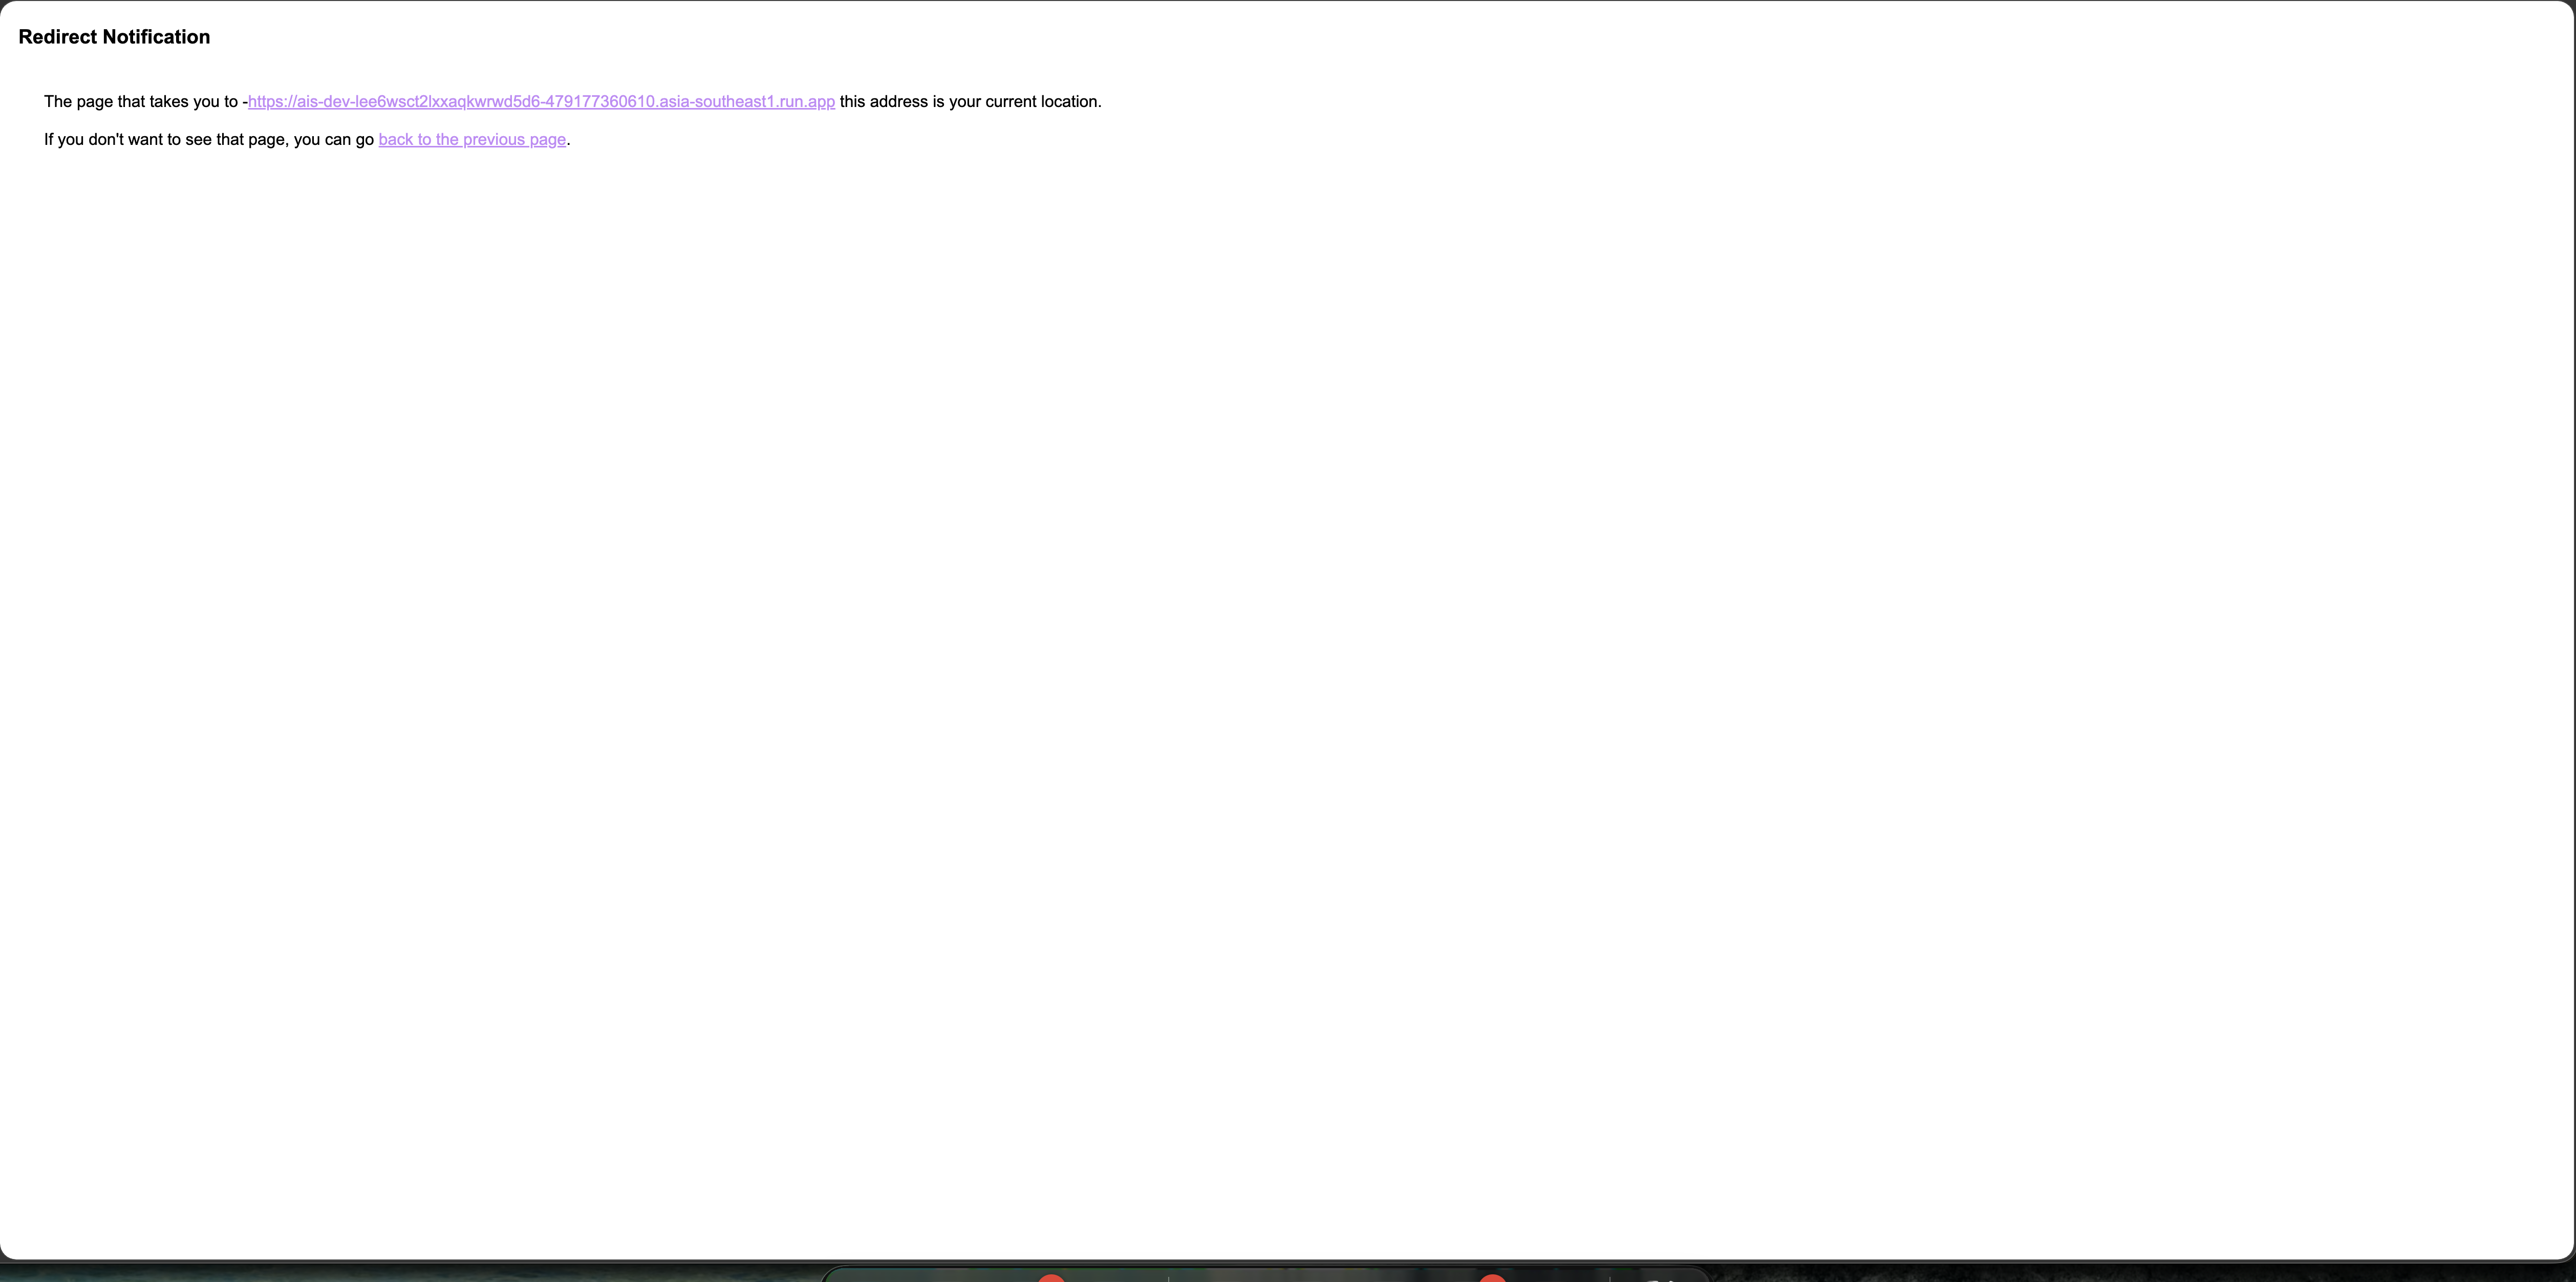 Redirect Notification
The page that takes you to -https://ais-dev-lee6wsct2lxxaqkwrwd5d6-479177360610.asia-southeast1.run.app this address is your current location.
If you don't want to see that page, you can go back to the previous page.